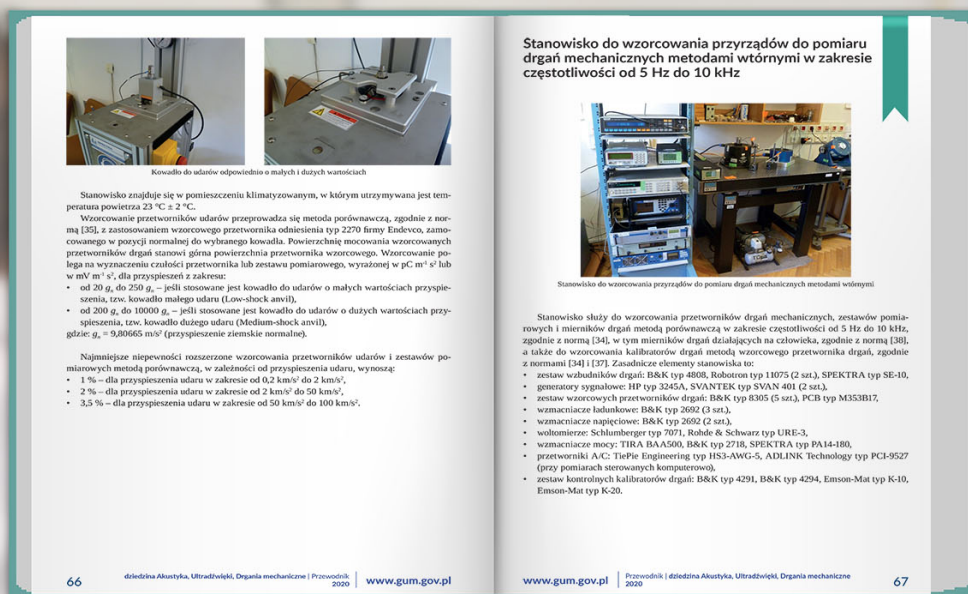 Kowadło do udarów odpowiednio o małych i dużych wartościach
Stanowisko znajduje się w pomieszczeniu klimatyzowanym, w którym utrzymywana jest tem-
peratura powietrza 23 °C ± 2 °C.
Wzorcowanie przetworników udarów przeprowadza się metoda porównawczą, zgodnie z nor-
mą [35], z zastosowaniem wzorcowego przetwornika odniesienia typ 2270 firmy Endevco, zamo-
cowanego w pozycji normalnej do wybranego kowadła. Powierzchnię mocowania wzorcowanych
przetworników drgań stanowi górna powierzchnia przetwornika wzorcowego. Wzorcowanie po-
lega na wyznaczeniu czułości przetwornika lub zestawu pomiarowego, wyrażonej w pC m⁻¹ s² lub
w mV m⁻¹ s², dla przyspieszeń z zakresu:
• od 20 gₙ do 250 gₙ – jeśli stosowane jest kowadło do udarów o małych wartościach przyspie-
szenia, tzw. kowadło małego udaru (Low-shock anvil),
• od 200 gₙ do 10000 gₙ – jeśli stosowane jest kowadło do udarów o dużych wartościach przy-
spieszenia, tzw. kowadło dużego udaru (Medium-shock anvil),
gdzie: gₙ = 9,80665 m/s² (przyspieszenie ziemskie normalne).
Najmniejsze niepewności rozszerzone wzorcowania przetworników udarów i zestawów po-
miarowych metodą porównawczą, w zależności od przyspieszenia udaru, wynoszą:
• 1 % – dla przyspieszenia udaru w zakresie od 0,2 km/s² do 2 km/s²,
• 2 % – dla przyspieszenia udaru w zakresie od 2 km/s² do 50 km/s²,
• 3,5 % – dla przyspieszenia udaru w zakresie od 50 km/s² do 100 km/s².
66
dziedzina Akustyka, Ultradźwięki, Drgania mechaniczne | Przewodnik
2020
www.gum.gov.pl
Stanowisko do wzorcowania przyrządów do pomiaru
drgań mechanicznych metodami wtórnymi w zakresie
częstotliwości od 5 Hz do 10 kHz
Stanowisko do wzorcowania przyrządów do pomiaru drgań mechanicznych metodami wtórnymi
Stanowisko służy do wzorcowania przetworników drgań mechanicznych, zestawów pomia-
rowych i mierników drgań metodą porównawczą w zakresie częstotliwości od 5 Hz do 10 kHz,
zgodnie z normą [34], w tym mierników drgań działających na człowieka, zgodnie z normą [38],
a także do wzorcowania kalibratorów drgań metodą wzorcowego przetwornika drgań, zgodnie
z normami [34] i [37]. Zasadnicze elementy stanowiska to:
• zestaw wzbudników drgań: B&K typ 4808, Robotron typ 11075 (2 szt.), SPEKTRA typ SE-10,
• generatory sygnałowe: HP typ 3245A, SVANTEK typ SVAN 401 (2 szt.),
• zestaw wzorcowych przetworników drgań: B&K typ 8305 (5 szt.), PCB typ M353B17,
• wzmacniacze ładunkowe: B&K typ 2692 (3 szt.),
• wzmacniacze napięciowe: B&K typ 2692 (2 szt.),
• woltomierze: Schlumberger typ 7071, Rohde & Schwarz typ URE-3,
• wzmacniacze mocy: TIRA BAA500, B&K typ 2718, SPEKTRA typ PA14-180,
• przetworniki A/C: TiePie Engineering typ HS3-AWG-5, ADLINK Technology typ PCI-9527
(przy pomiarach sterowanych komputerowo),
• zestaw kontrolnych kalibratorów drgań: B&K typ 4291, B&K typ 4294, Emson-Mat typ K-10,
Emson-Mat typ K-20.
www.gum.gov.pl
Przewodnik | dziedzina Akustyka, Ultradźwięki, Drgania mechaniczne
2020
67